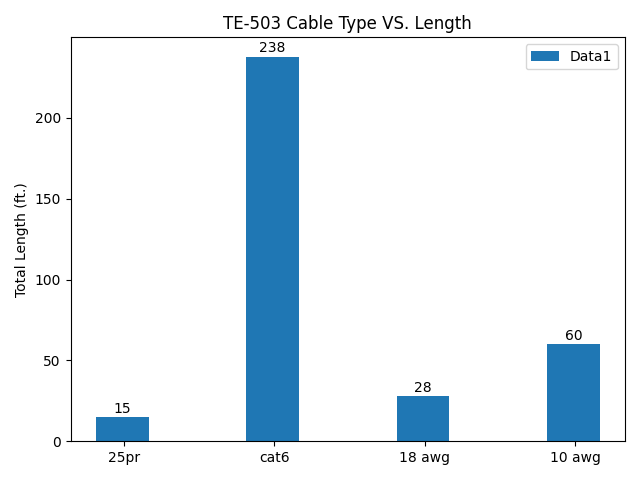 TE-503 Cable Type VS. Length
Data1
Total Length (ft.)
200
150
100
50
0
15
238
28
60
25pr
cat6
18 awg
10 awg